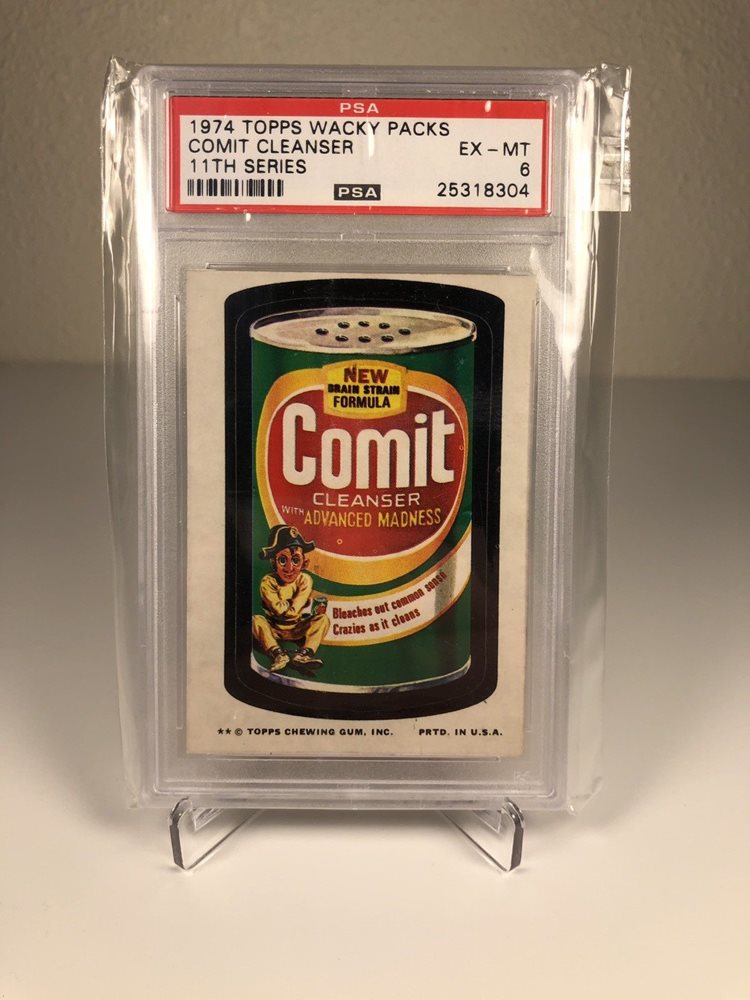 PSA
1974 TOPPS WACKY PACKS
COMIT CLEANSER EX - MT
11TH SERIES 6
PSA 25318304
NEW
BRAIN STRAIN
FORMULA
Comit
CLEANSER
WITH ADVANCED MADNESS
Bleaches out common sense
Crazies as it cleans
** © TOPPS CHEWING GUM, INC. PRTD. IN U.S.A.